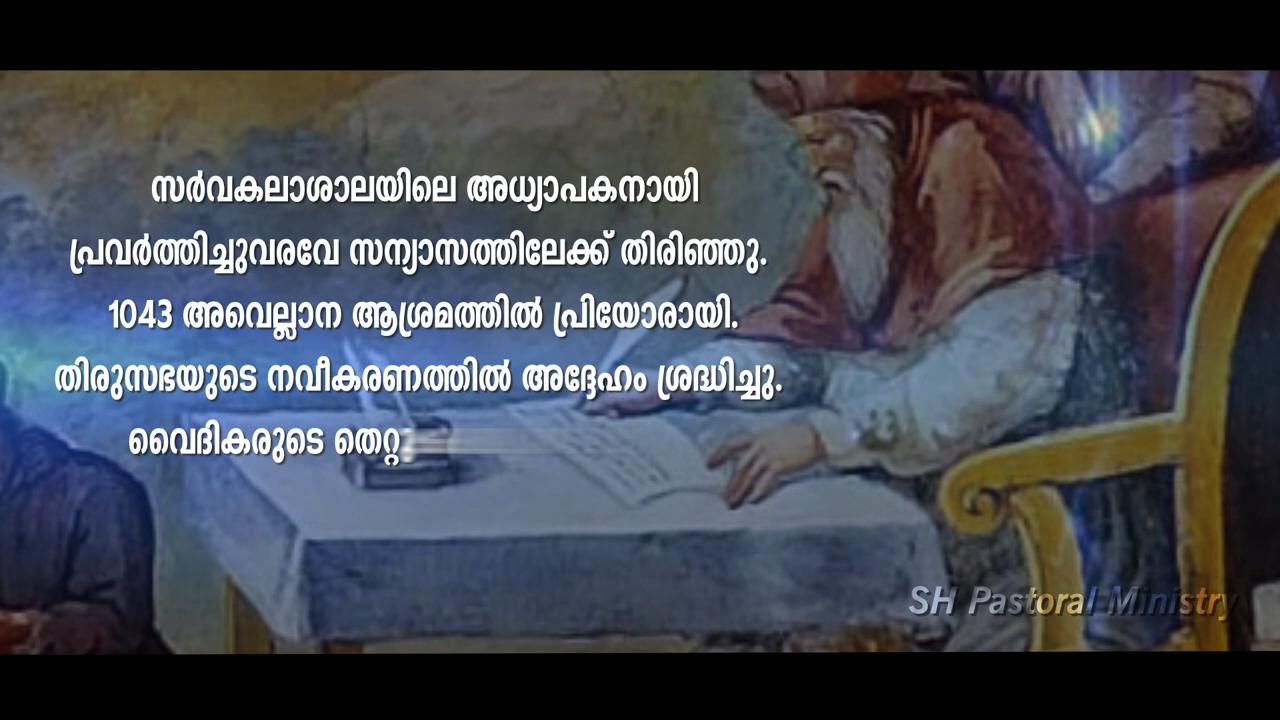 സർവകലാശാലയിലെ അധ്യാപകനായി
പ്രവർത്തിച്ചുവരവേ സന്യാസത്തിലേക്ക് തിരിഞ്ഞു.
1043 അവെല്ലാന ആശ്രമത്തിൽ പ്രിയോരായി.
തിരുസഭയുടെ നവീകരണത്തിൽ അദ്ദേഹം ശ്രദ്ധിച്ചു.
വൈദികരുടെ തെറ്റ
SH Pastoral Ministry